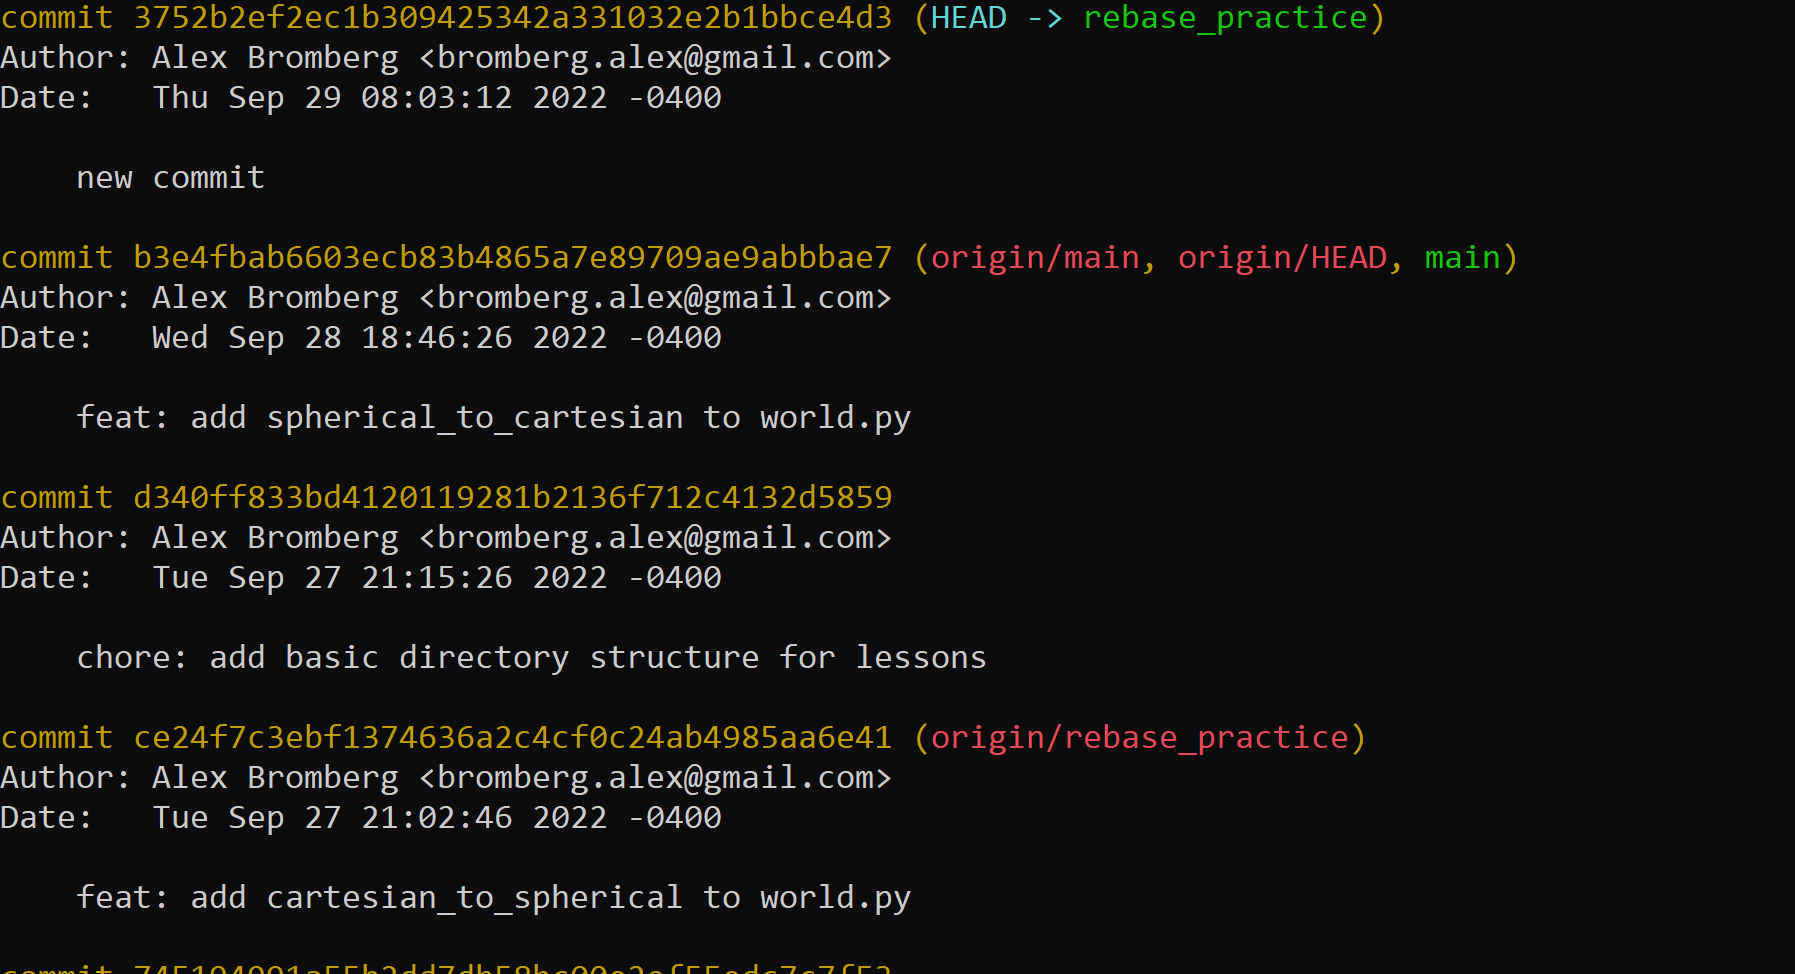 commit 3752b2ef2ec1b309425342a331032e2b1bbce4d3 (HEAD -> rebase_practice)
Author: Alex Bromberg <bromberg.alex@gmail.com>
Date:   Thu Sep 29 08:03:12 2022 -0400
    new commit
commit b3e4fbab6603ecb83b4865a7e89709ae9abbbae7 (origin/main, origin/HEAD, main)
Author: Alex Bromberg <bromberg.alex@gmail.com>
Date:   Wed Sep 28 18:46:26 2022 -0400
    feat: add spherical_to_cartesian to world.py
commit d340ff833bd4120119281b2136f712c4132d5859
Author: Alex Bromberg <bromberg.alex@gmail.com>
Date:   Tue Sep 27 21:15:26 2022 -0400
    chore: add basic directory structure for lessons
commit ce24f7c3ebf1374636a2c4cf0c24ab4985aa6e41 (origin/rebase_practice)
Author: Alex Bromberg <bromberg.alex@gmail.com>
Date:   Tue Sep 27 21:02:46 2022 -0400
    feat: add cartesian_to_spherical to world.py
commit